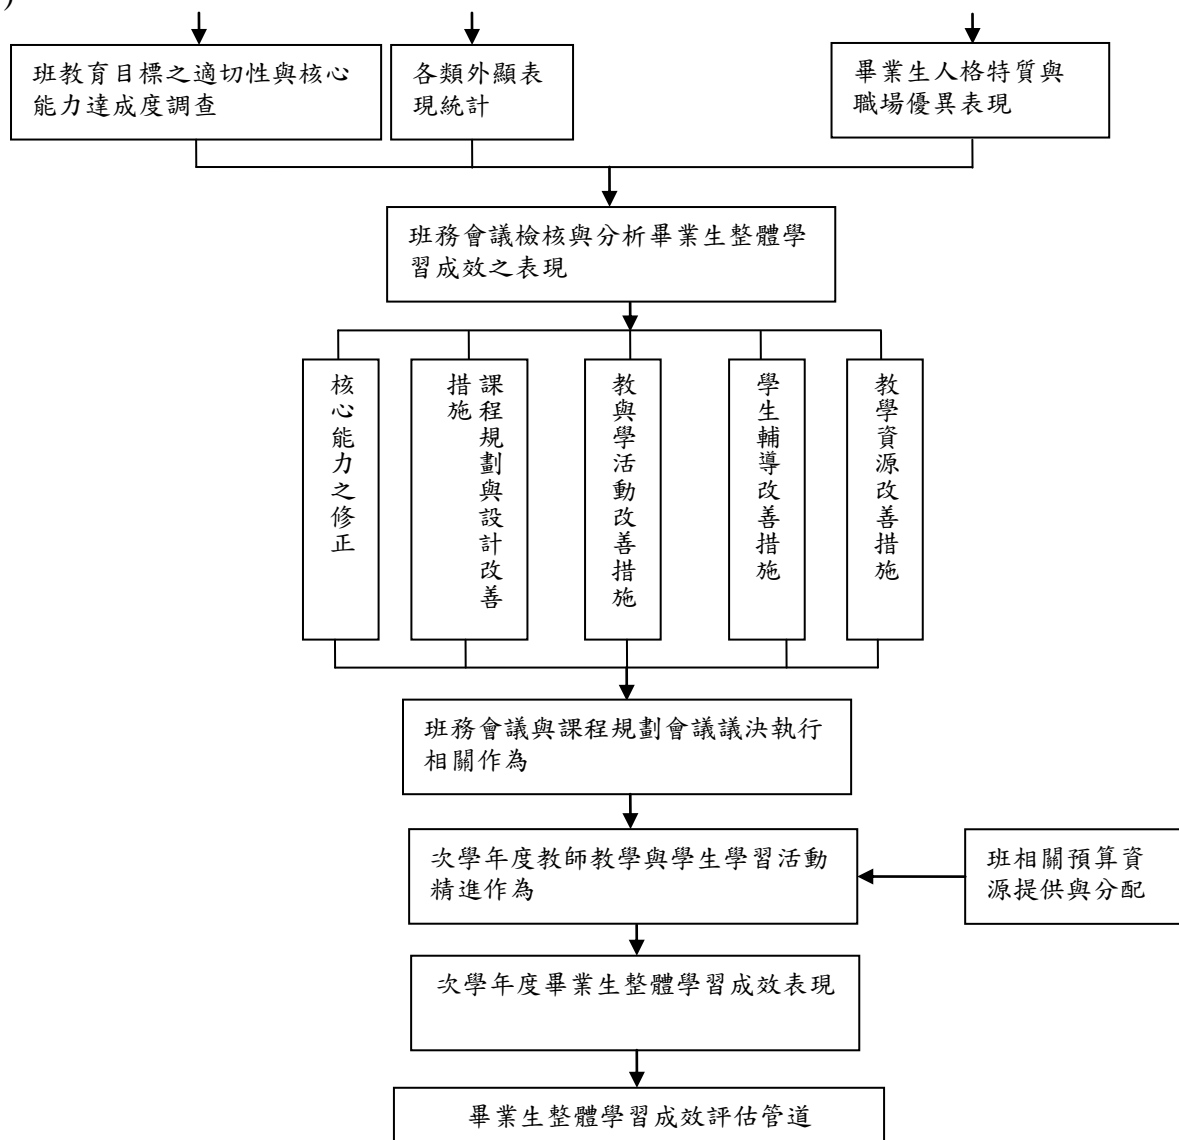 )
班教育目標之適切性與核心
能力達成度調查
各類外顯表
現統計
畢業生人格特質與
職場優異表現
班務會議檢核與分析畢業生整體學
習成效之表現
核心能力之修正
課程規劃與設計改善
措施
教與學活動改善措施
學生輔導改善措施
教學資源改善措施
班務會議與課程規劃會議議決執行
相關作為
次學年度教師教學與學生學習活動
精進作為
班相關預算資
源提供與分配
次學年度畢業生整體學習成效表現
畢業生整體學習成效評估管道